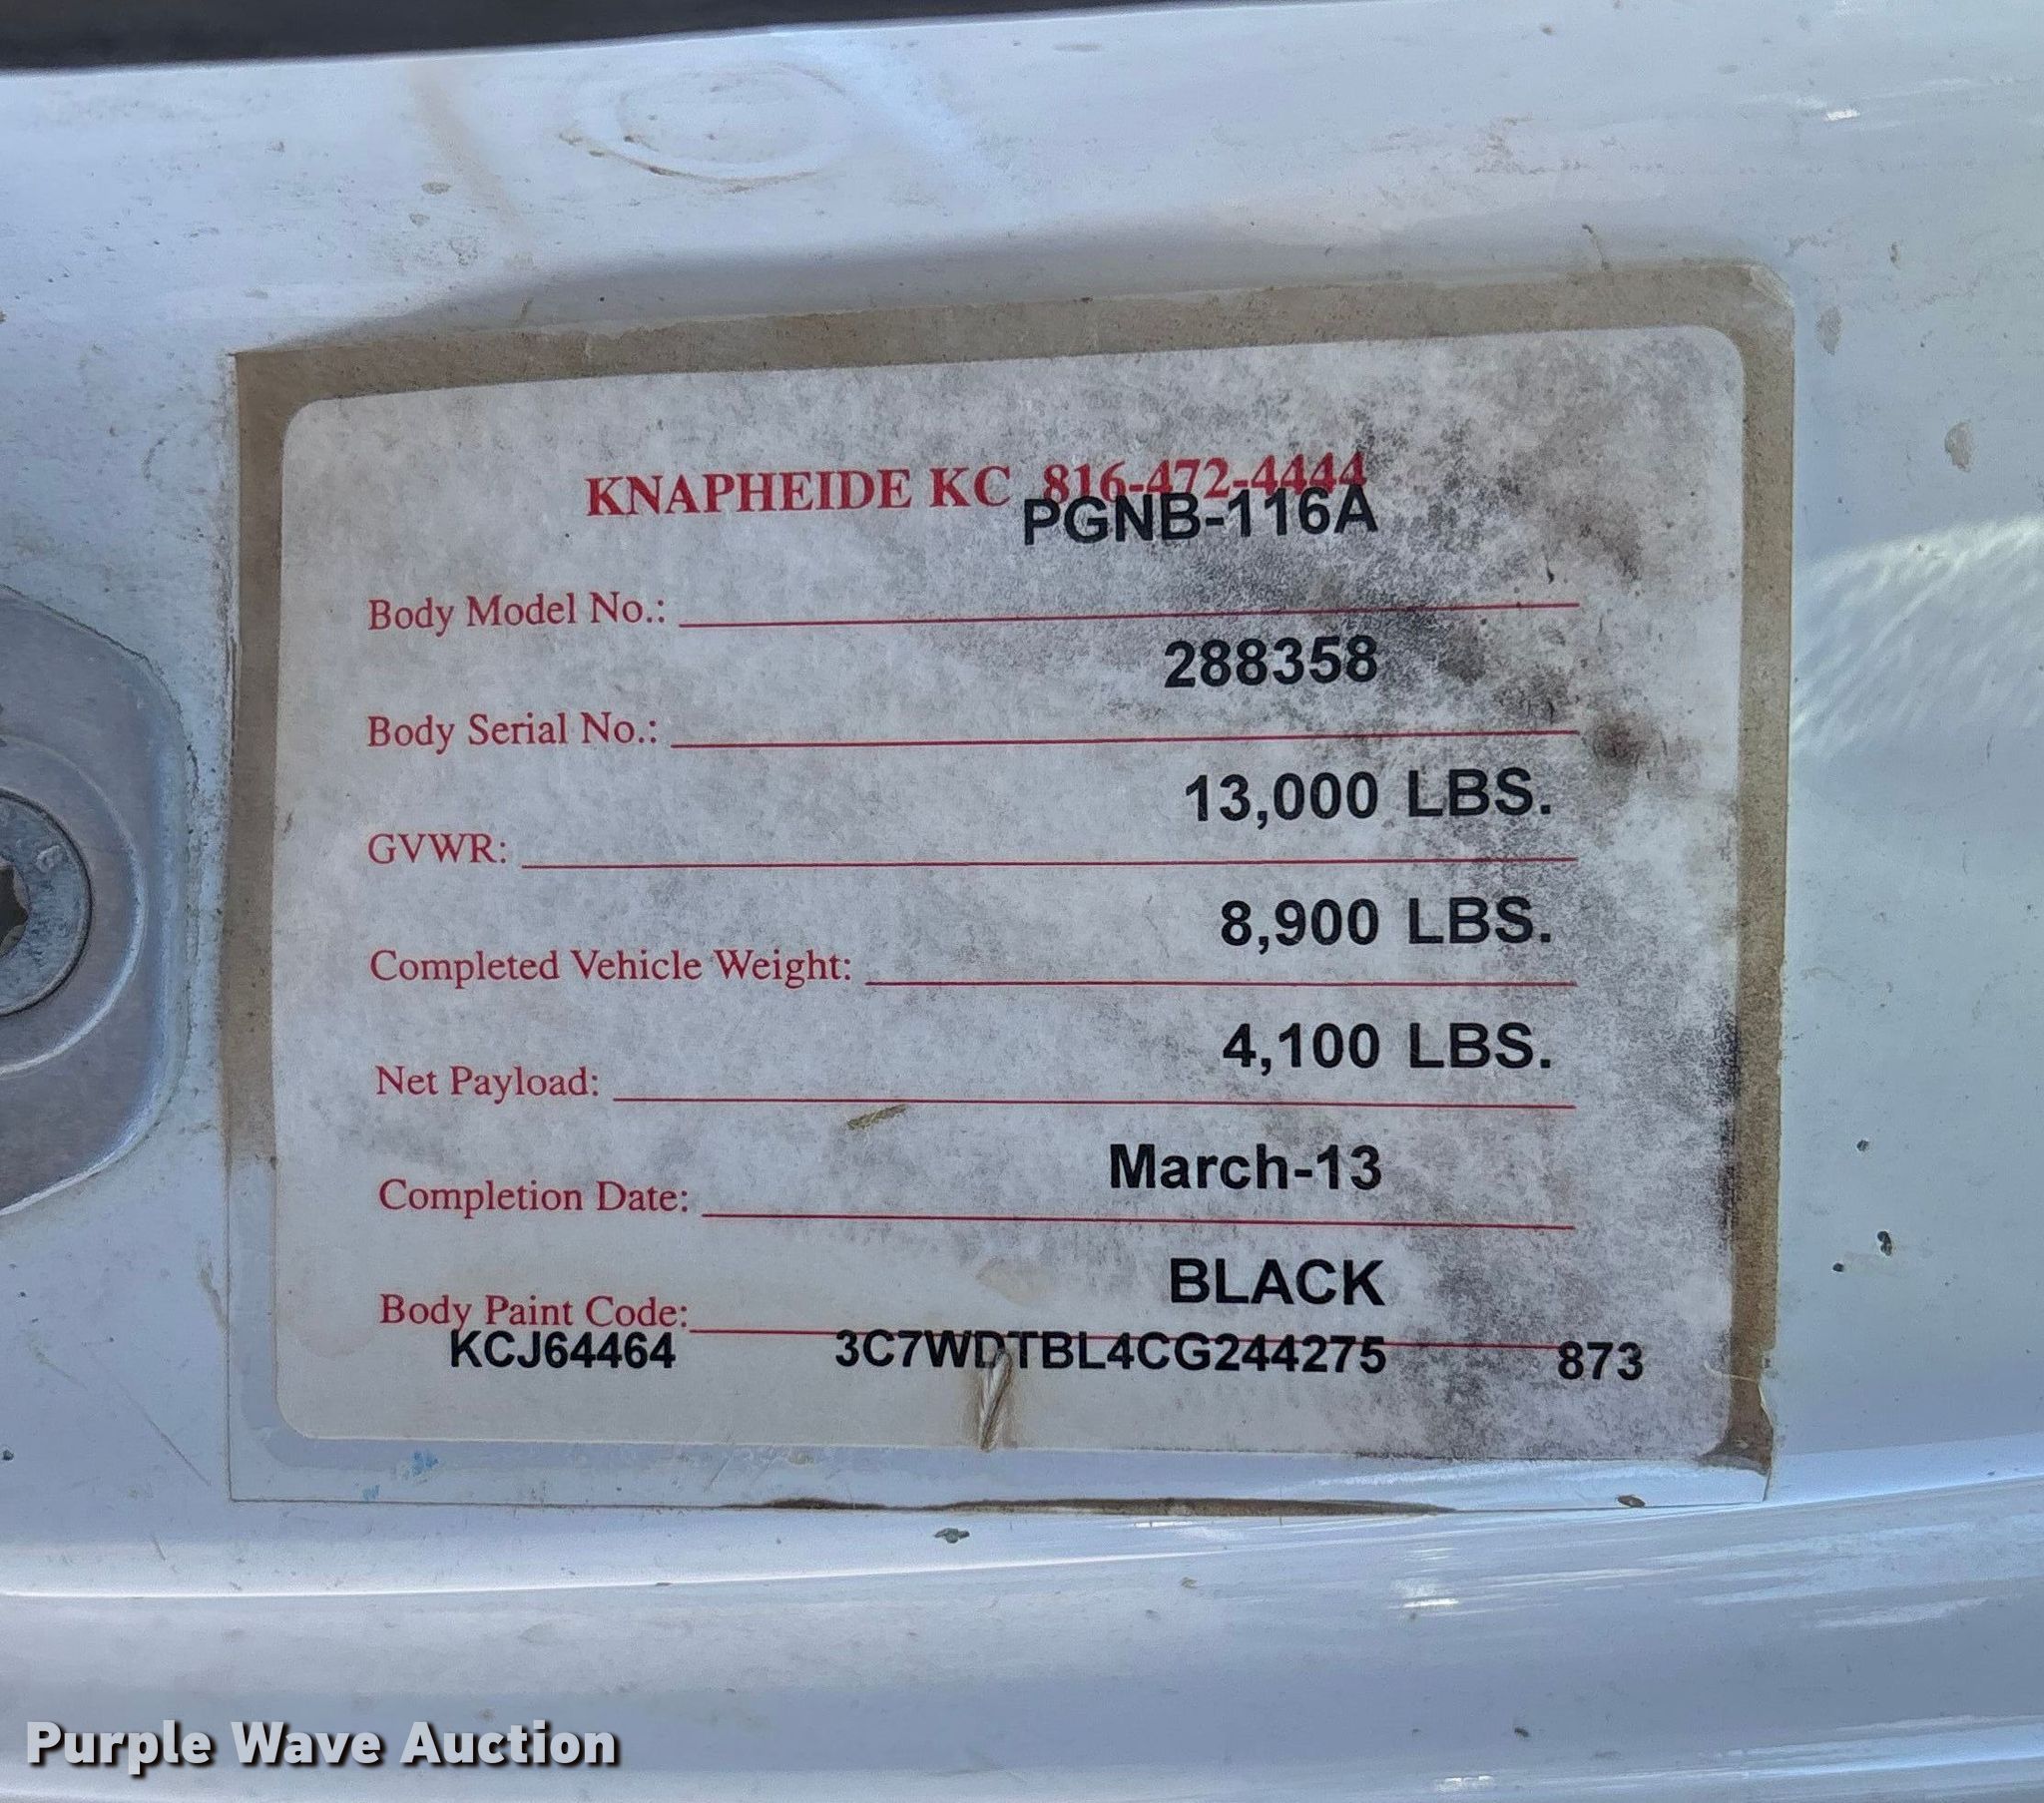 KNAPHEIDE KC 816-472-4444
PGNB-116A
Body Model No.:
288358
Body Serial No.:
13,000 LBS.
GVWR:
8,900 LBS.
Completed Vehicle Weight:
4,100 LBS.
Net Payload:
March-13
Completion Date:
BLACK
Body Paint Code:
KCJ64464 3C7WDTBL4CG244275 873
Purple Wave Auction